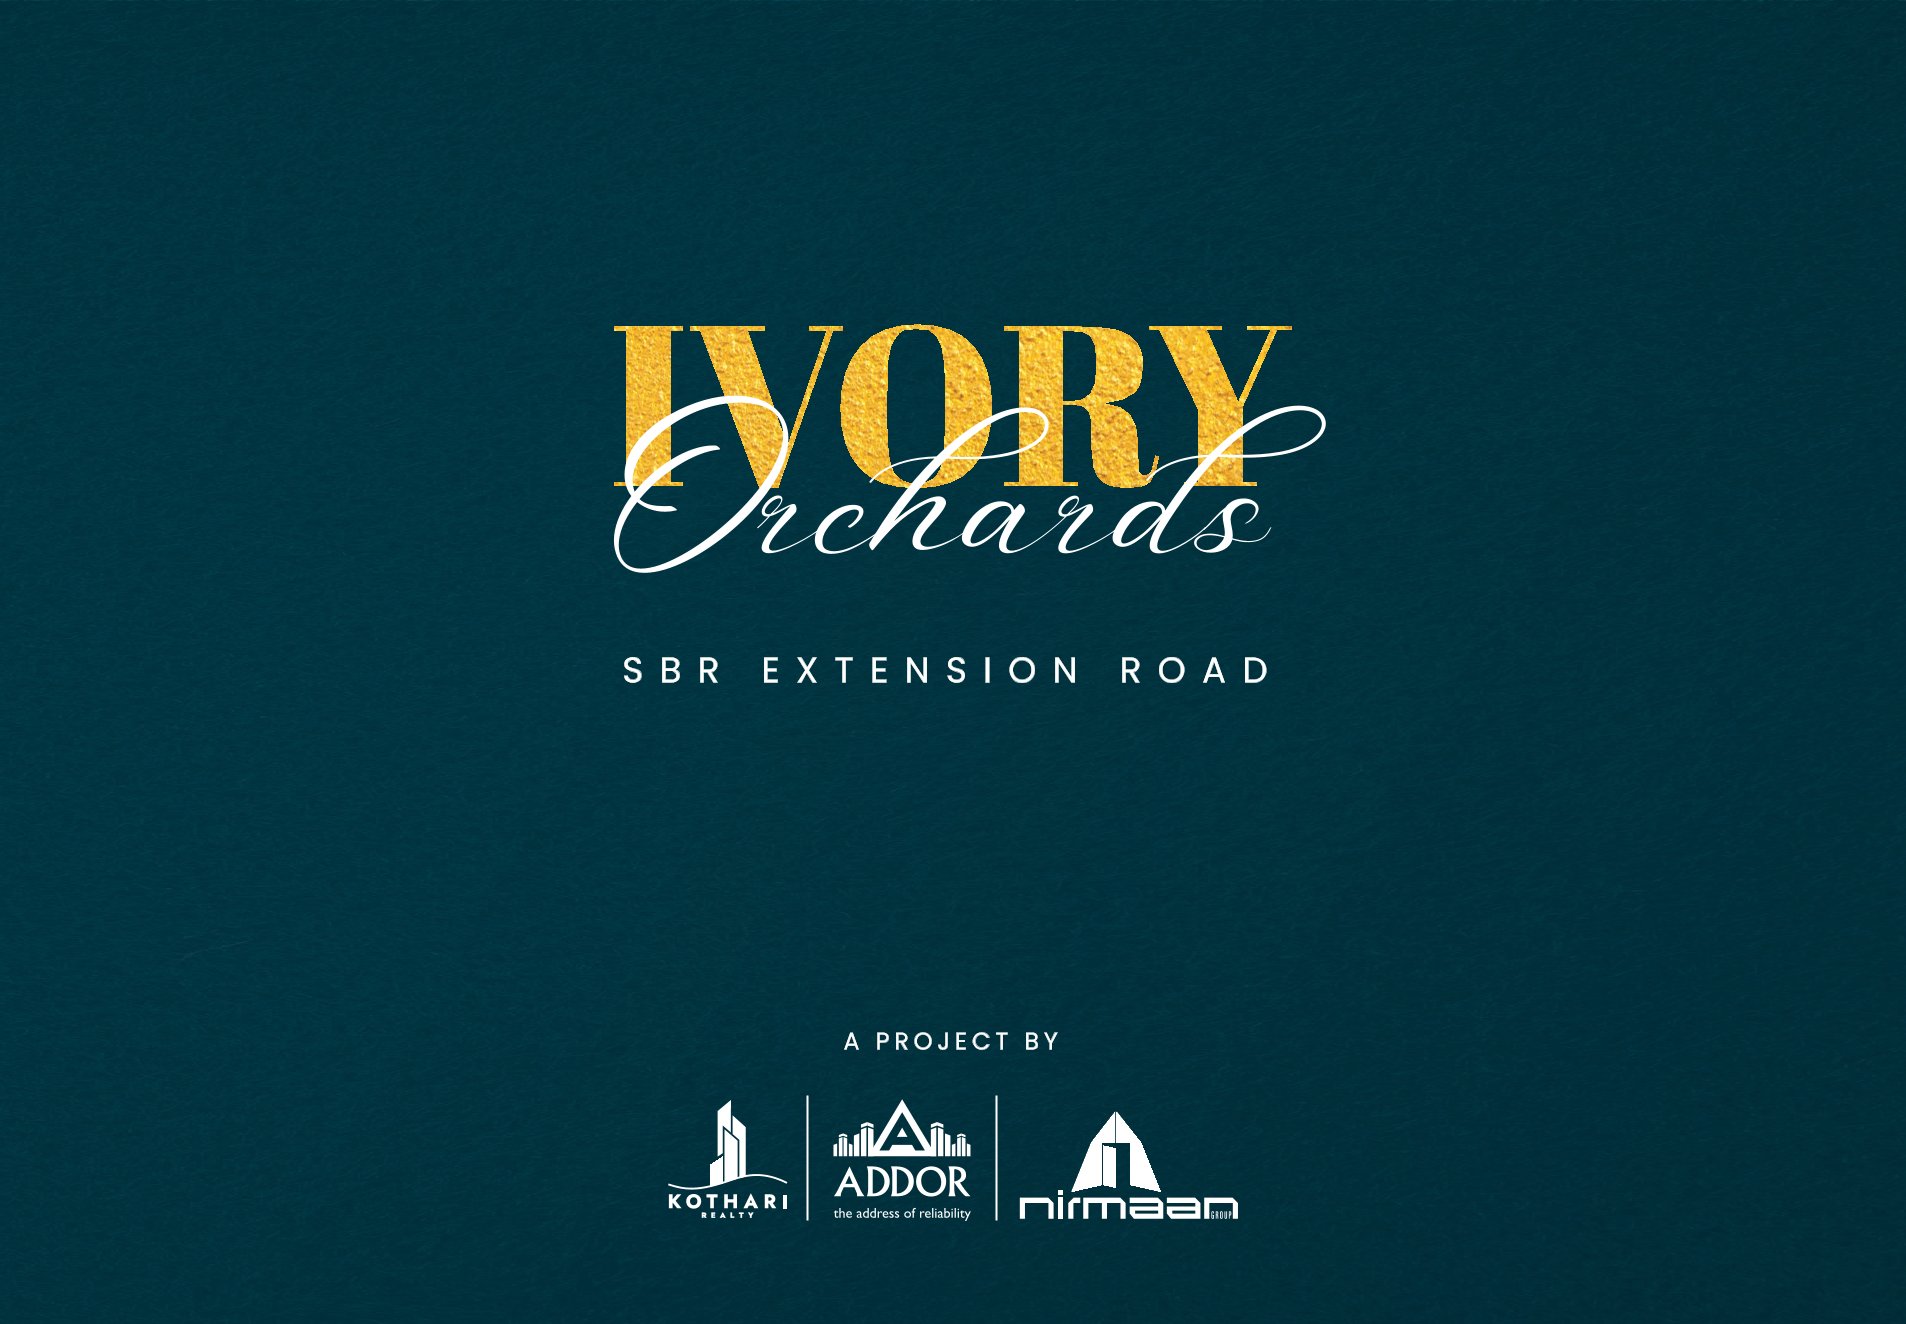 IVORY
Orchards
SBR EXTENSION ROAD
A PROJECT BY
KOTHARI
REALTY
A
ADDOR
the address of reliability
nirmaan
GROUP